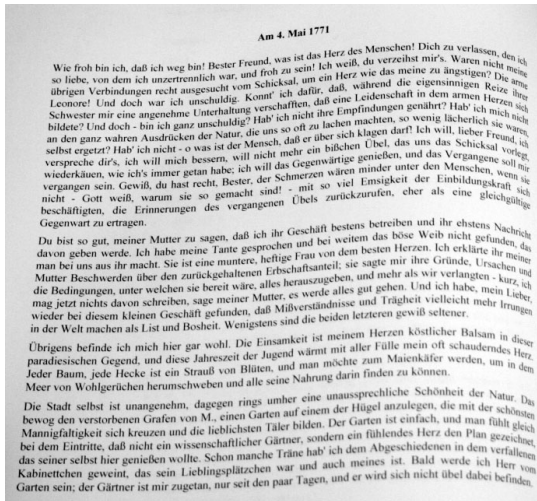 Am 4. Mai 1771
Wie froh bin ich, daß ich weg bin! Bester Freund, was ist das Herz des Menschen! Dich zu verlassen, den ich
so liebe, von dem ich unzertrennlich war, und froh zu sein! Ich weiß, du verzeihst mir's. Waren nicht meine
übrigen Verbindungen recht ausgesucht vom Schicksal, um ein Herz wie das meine zu ängstigen? Die arme
Leonore! Und doch war ich unschuldig. Konnt' ich dafür, daß, während die eigensinnigen Reize ihrer
Schwester mir eine angenehme Unterhaltung verschafften, daß eine Leidenschaft in dem armen Herzen sich
bildete? Und doch - bin ich ganz unschuldig? Hab' ich nicht ihre Empfindungen genährt? Hab' ich mich nicht
an den ganz wahren Ausdrücken der Natur, die uns so oft zu lachen machten, so wenig lächerlich sie waren,
selbst ergetzt? Hab' ich nicht - o was ist der Mensch, daß er über sich klagen darf! Ich will, lieber Freund, ich
verspreche dir's, ich will mich bessern, will nicht mehr ein bißchen Übel, das uns das Schicksal vorlegt,
wiederkäuen, wie ich's immer getan habe; ich will das Gegenwärtige genießen, und das Vergangene soll mir
vergangen sein. Gewiß, du hast recht, Bester, der Schmerzen wären minder unter den Menschen, wenn sie
nicht - Gott weiß, warum sie so gemacht sind! - mit so viel Emsigkeit der Einbildungskraft sich
beschäftigten, die Erinnerungen des vergangenen Übels zurückzurufen, eher als eine gleichgültige
Gegenwart zu ertragen.
Du bist so gut, meiner Mutter zu sagen, daß ich ihr Geschäft bestens betreiben und ihr ehstens Nachricht
davon geben werde. Ich habe meine Tante gesprochen und bei weitem das böse Weib nicht gefunden, das
man bei uns aus ihr macht. Sie ist eine muntere, heftige Frau von dem besten Herzen. Ich erklärte ihr meiner
Mutter Beschwerden über den zurückgehaltenen Erbschaftsanteil; sie sagte mir ihre Gründe, Ursachen und
die Bedingungen, unter welchen sie bereit wäre, alles herauszugeben, und mehr als wir verlangten - kurz, ich
mag jetzt nichts davon schreiben, sage meiner Mutter, es werde alles gut gehen. Und ich habe, mein Lieber,
wieder bei diesem kleinen Geschäft gefunden, daß Mißverständnisse und Trägheit vielleicht mehr Irrungen
in der Welt machen als List und Bosheit. Wenigstens sind die beiden letzteren gewiß seltener.
Übrigens befinde ich mich hier gar wohl. Die Einsamkeit ist meinem Herzen köstlicher Balsam in dieser
paradiesischen Gegend, und diese Jahreszeit der Jugend wärmt mit aller Fülle mein oft schauderndes Herz.
Jeder Baum, jede Hecke ist ein Strauß von Blüten, und man möchte zum Maienkäfer werden, um in dem
Meer von Wohlgerüchen herumschweben und alle seine Nahrung darin finden zu können.
Die Stadt selbst ist unangenehm, dagegen rings umher eine unaussprechliche Schönheit der Natur. Das
bewog den verstorbenen Grafen von M., einen Garten auf einem der Hügel anzulegen, die mit der schönsten
Mannigfaltigkeit sich kreuzen und die lieblichsten Täler bilden. Der Garten ist einfach, und man fühlt gleich
bei dem Eintritte, daß nicht ein wissenschaftlicher Gärtner, sondern ein fühlendes Herz den Plan gezeichnet,
das seiner selbst hier genießen wollte. Schon manche Träne hab' ich dem Abgeschiedenen in dem verfallenen
Kabinettchen geweint, das sein Lieblingsplätzchen war und auch meines ist. Bald werde ich Herr vom
Garten sein; der Gärtner ist mir zugetan, nur seit den paar Tagen, und er wird sich nicht übel dabei befinden.